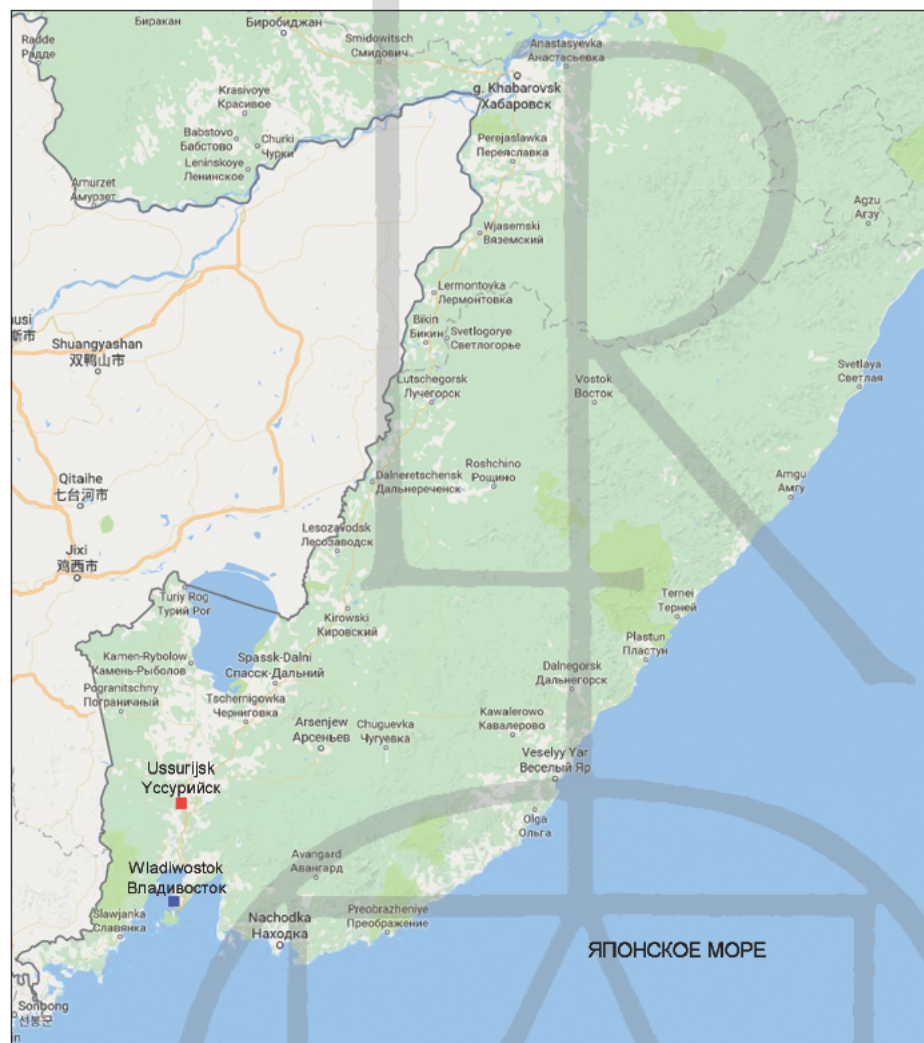 Биракан
Биробиджан
Radde
Радде
Smidowitsch
Смидович
Anastasyevka
Анастасьевка
g. Khabarovsk
Хабаровск
Krasivoye
Красивое
Babstovo
Бабстово
Churki
Чурки
Leninskoye
Ленинское
Perejaslawka
Переяславка
Amurzet
Амурзет
Agzu
Агзу
Wjasemski
Вяземский
Lermontovka
Лермонтовка
usi
斯市
Bikin
Бикин
Svetlogorye
Светлогорье
Shuangyashan
双鸭山市
Svetlaya
Светлая
Lutschegorsk
Лучегорск
Vostok
Восток
Qitaihe
七台河市
Dalneretschensk
Дальнереченск
Roshchino
Рощино
Amgu
Амгу
Lesozavodsk
Лесозаводск
Jixi
鸡西市
Turiy Rog
Турий Рог
Kirowski
Кировский
Ternei
Терней
Plastun
Пластун
Kamen-Rybolow
Камень-Рыболов
Spassk-Dalni
Спасск-Дальний
Dalnegorsk
Дальнегорск
Pogranitschny
Пограничный
Tschernigowka
Черниговка
Arsenjew
Арсеньев
Chuguevka
Чугуевка
Kawalerowo
Кавалерово
Veselyy Yar
Веселый Яр
Ussurijsk
Уссурийск
Olga
Ольга
Avangard
Авангард
Wladiwostok
Владивосток
Slawjanka
Славянка
Nachodka
Находка
Preobrazheniye
Преображение
ЯПОНСКОЕ МОРЕ
Sonbong
선봉군
in